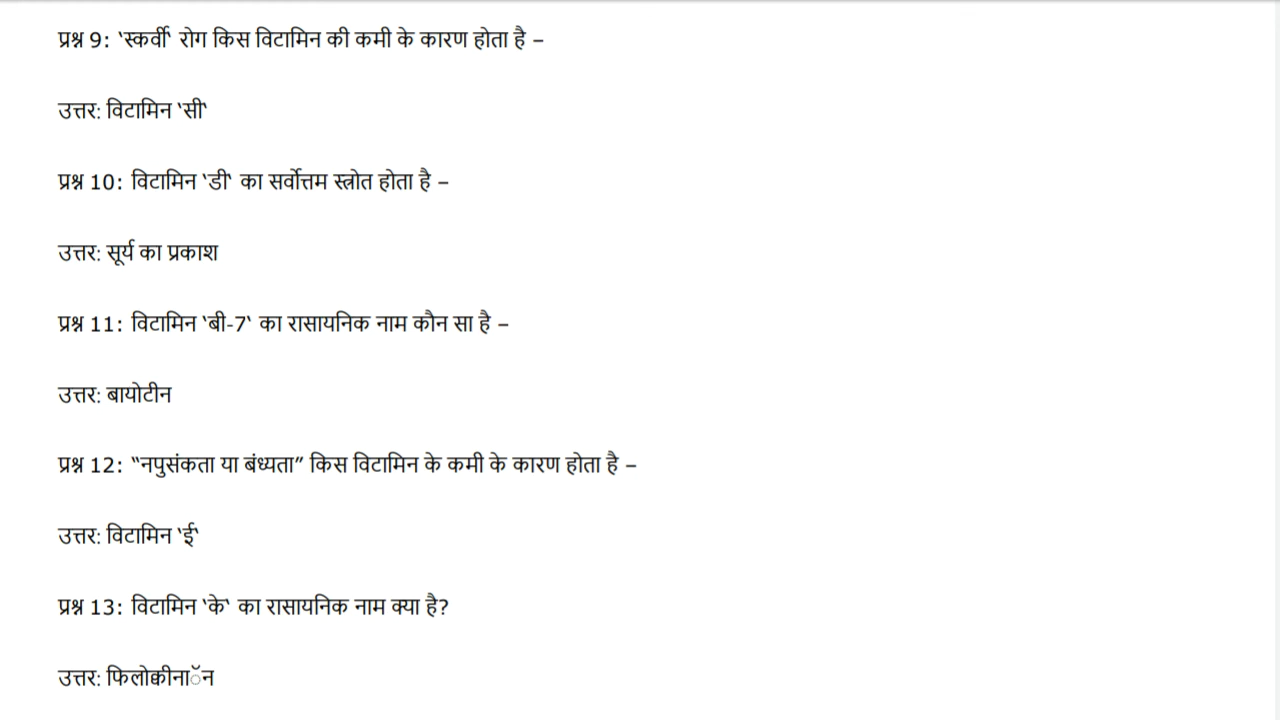 प्रश्न 9: ‘स्कर्वी‘ रोग किस विटामिन की कमी के कारण होता है –
उत्तर: विटामिन ‘सी‘
प्रश्न 10: विटामिन ‘डी‘ का सर्वोत्तम स्त्रोत होता है –
उत्तर: सूर्य का प्रकाश
प्रश्न 11: विटामिन ‘बी-7‘ का रासायनिक नाम कौन सा है –
उत्तर: बायोटीन
प्रश्न 12: “नपुसंकता या बंध्यता” किस विटामिन के कमी के कारण होता है –
उत्तर: विटामिन ‘ई‘
प्रश्न 13: विटामिन ‘के‘ का रासायनिक नाम क्या है?
उत्तर: फिलोक्वीनाॅन